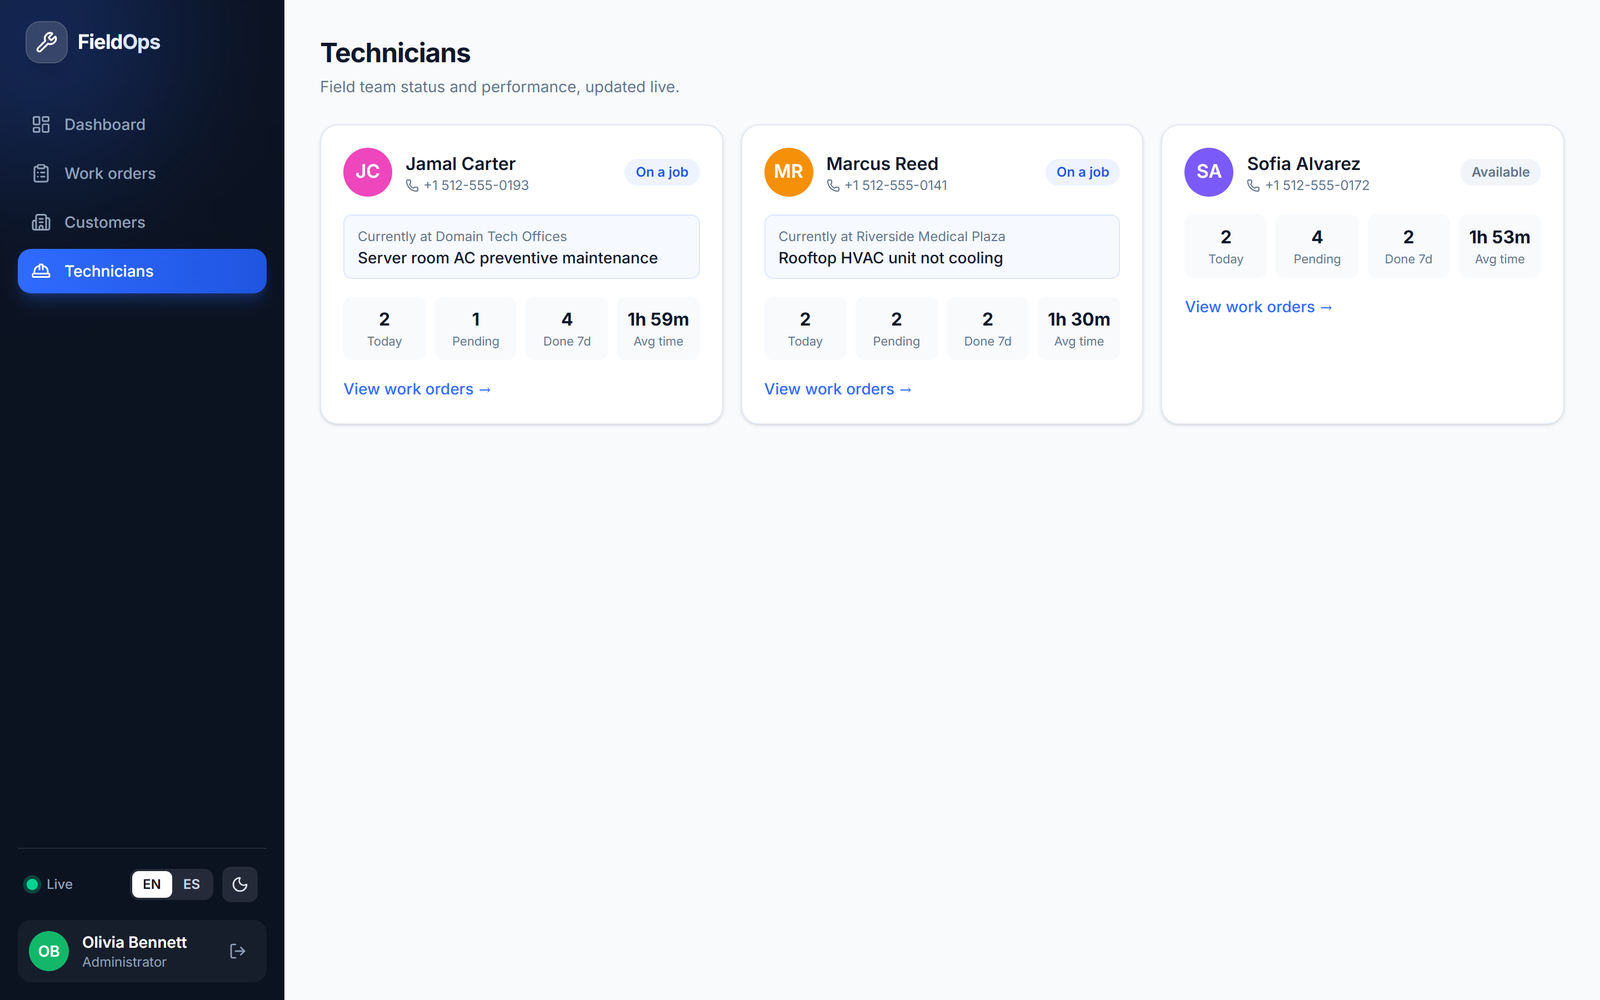 FieldOps
Dashboard
Work orders
Customers
Technicians
Live
EN ES
OB
Olivia Bennett
Administrator
Technicians
Field team status and performance, updated live.
JC
Jamal Carter
+1 512-555-0193
On a job
Currently at Domain Tech Offices
Server room AC preventive maintenance
2 1 4 1h 59m
Today Pending Done 7d Avg time
View work orders →
MR
Marcus Reed
+1 512-555-0141
On a job
Currently at Riverside Medical Plaza
Rooftop HVAC unit not cooling
2 2 2 1h 30m
Today Pending Done 7d Avg time
View work orders →
SA
Sofia Alvarez
+1 512-555-0172
Available
2 4 2 1h 53m
Today Pending Done 7d Avg time
View work orders →